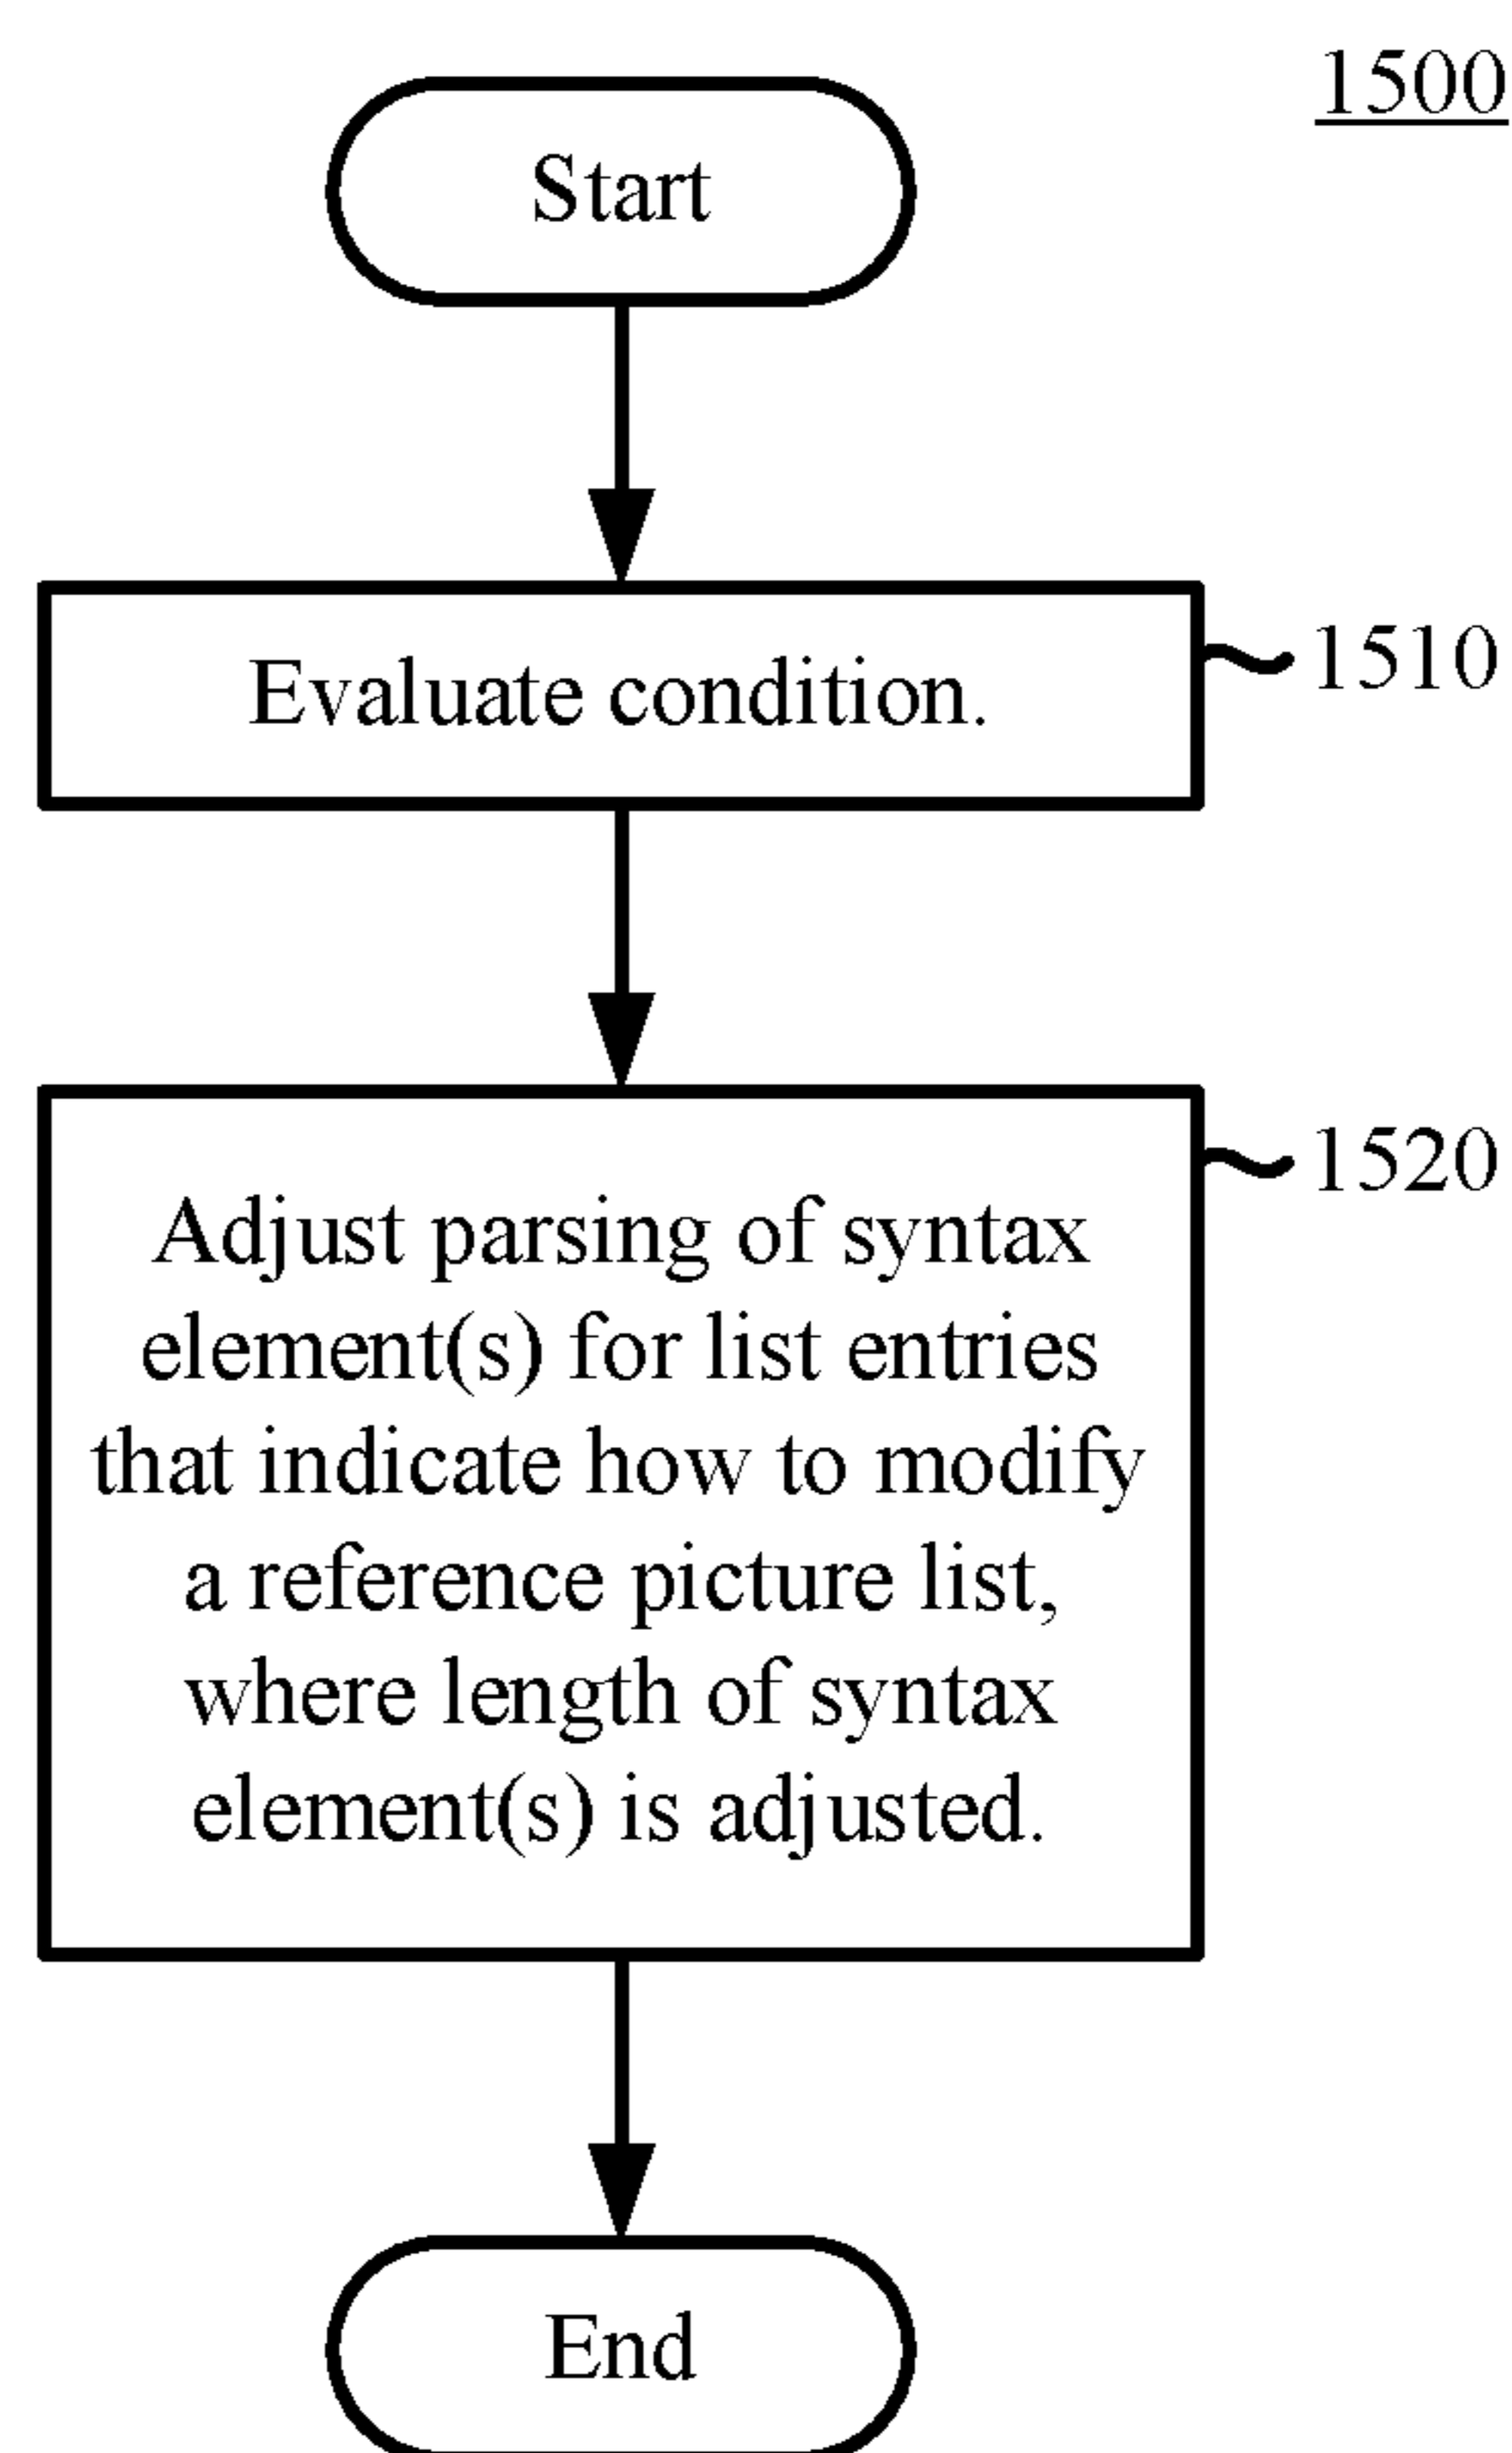 1500
Start
Evaluate condition.
1510
Adjust parsing of syntax
element(s) for list entries
that indicate how to modify
a reference picture list,
where length of syntax
element(s) is adjusted.
1520
End